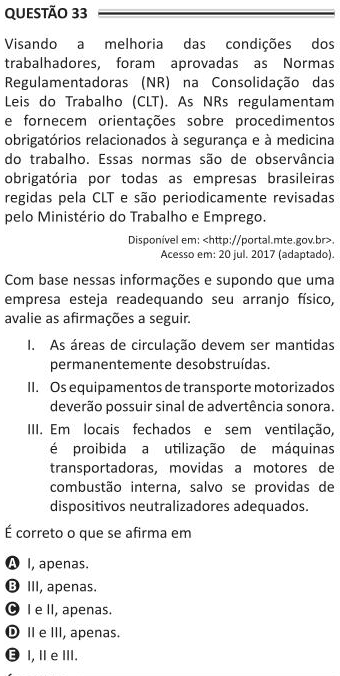 QUESTÃO 33
Visando a melhoria das condições dos
trabalhadores, foram aprovadas as Normas
Regulamentadoras (NR) na Consolidação das
Leis do Trabalho (CLT). As NRs regulamentam
e fornecem orientações sobre procedimentos
obrigatórios relacionados à segurança e à medicina
do trabalho. Essas normas são de observância
obrigatória por todas as empresas brasileiras
regidas pela CLT e são periodicamente revisadas
pelo Ministério do Trabalho e Emprego.
Disponível em: <http://portal.mte.gov.br>.
Acesso em: 20 jul. 2017 (adaptado).
Com base nessas informações e supondo que uma
empresa esteja readequando seu arranjo físico,
avalie as afirmações a seguir.
I. As áreas de circulação devem ser mantidas
permanentemente desobstruídas.
II. Os equipamentos de transporte motorizados
deverão possuir sinal de advertência sonora.
III. Em locais fechados e sem ventilação,
é proibida a utilização de máquinas
transportadoras, movidas a motores de
combustão interna, salvo se providas de
dispositivos neutralizadores adequados.
É correto o que se afirma em
A I, apenas.
B III, apenas.
C I e II, apenas.
D II e III, apenas.
E I, II e III.